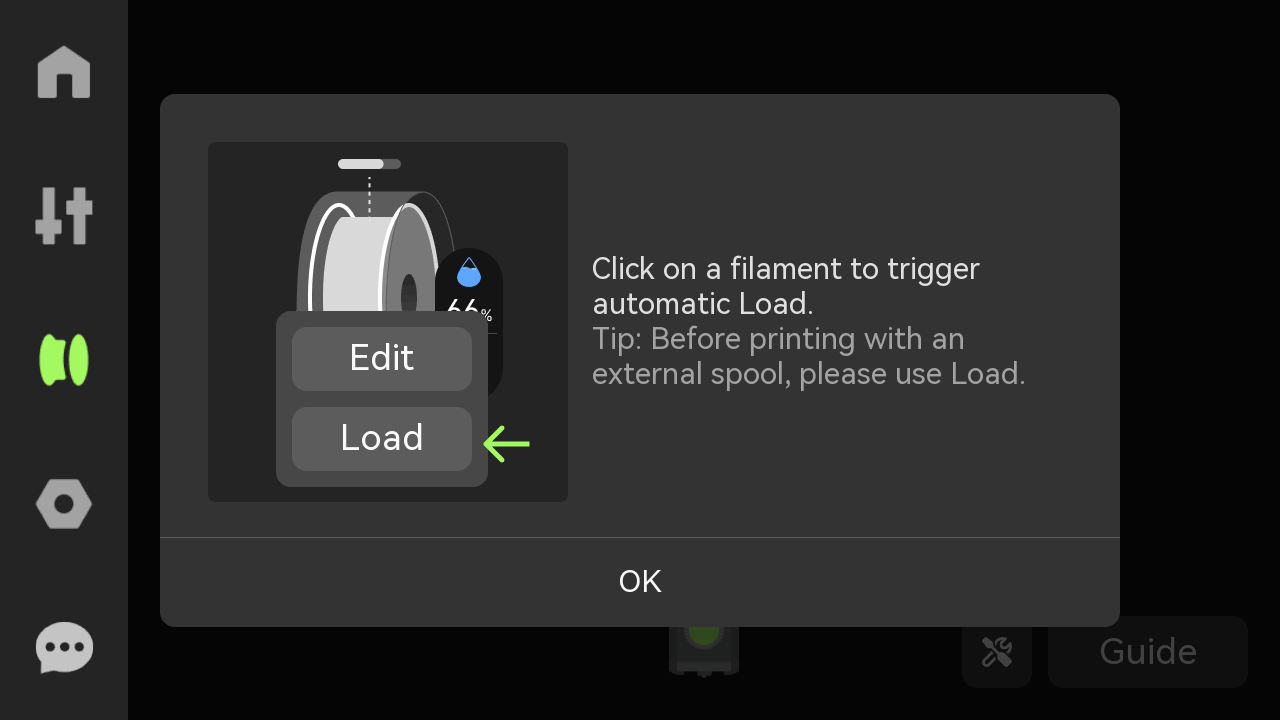 66%
Edit
Load
Click on a filament to trigger
automatic Load.
Tip: Before printing with an
external spool, please use Load.
OK
Guide